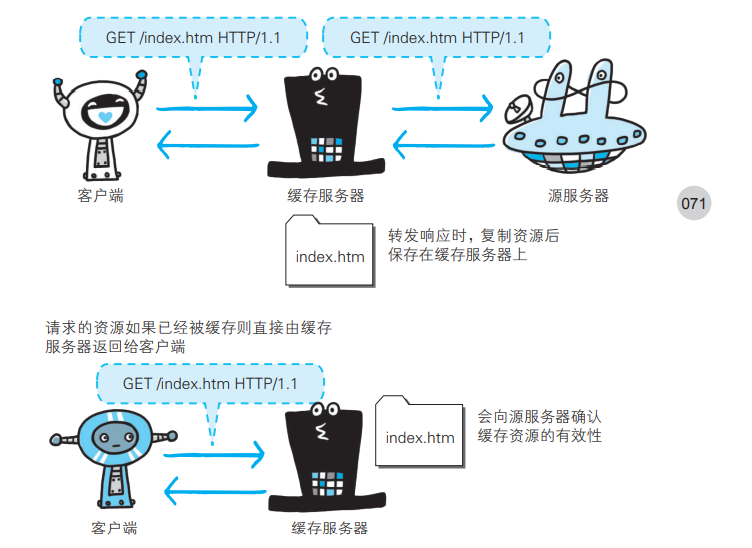 GET /index.htm HTTP/1.1
GET /index.htm HTTP/1.1
客户端
缓存服务器
源服务器
071
index.htm
转发响应时，复制资源后
保存在缓存服务器上
请求的资源如果已经被缓存则直接由缓存
服务器返回给客户端
GET /index.htm HTTP/1.1
index.htm
会向源服务器确认
缓存资源的有效性
客户端
缓存服务器